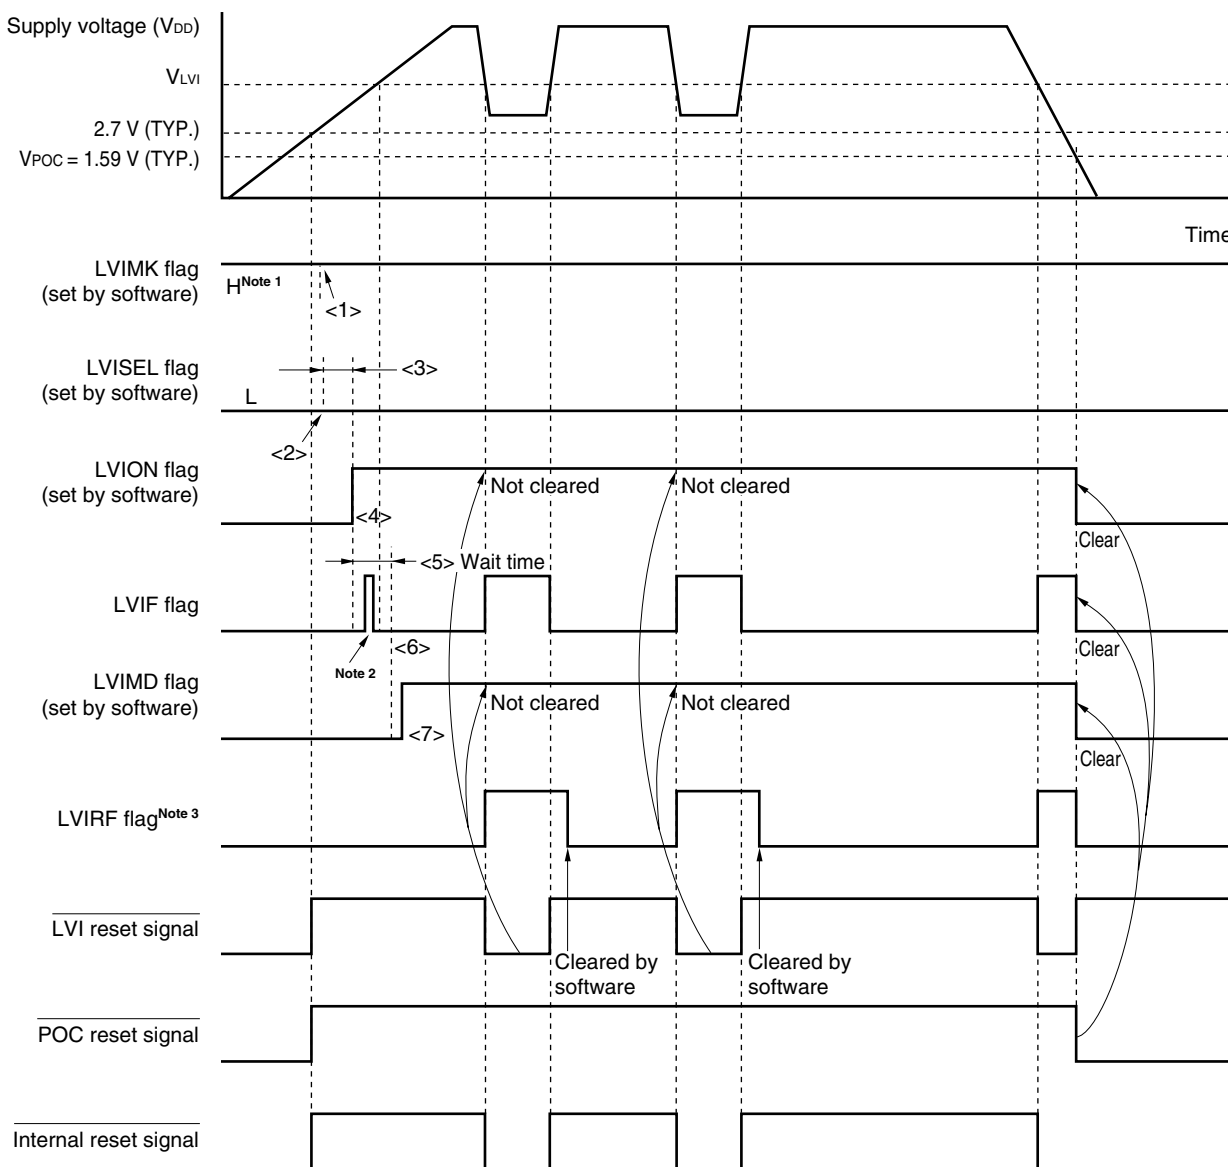 Supply voltage (VDD)
VLVI
2.7 V (TYP.)
VPOC = 1.59 V (TYP.)
Time
LVIMK flag
(set by software)
HNote 1
<1>
LVISEL flag
(set by software)
L
<3>
<2>
LVION flag
(set by software)
Not cleared
Not cleared
<4>
Clear
<5> Wait time
LVIF flag
Note 2
<6>
Clear
LVIMD flag
(set by software)
Not cleared
Not cleared
<7>
Clear
LVIRF flagNote 3
LVI reset signal
Cleared by
software
Cleared by
software
POC reset signal
Internal reset signal